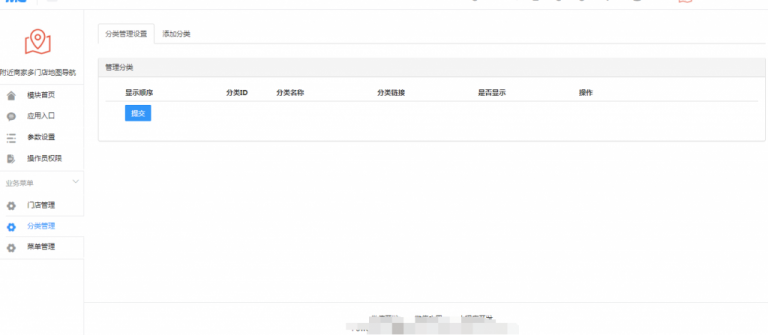 附近商家多门店地图导航
模块首页
应用入口
参数设置
操作员权限
业务菜单
门店管理
分类管理
菜单管理
分类管理设置 添加分类
管理分类
显示顺序 分类ID 分类名称 分类链接 是否显示 操作
提交